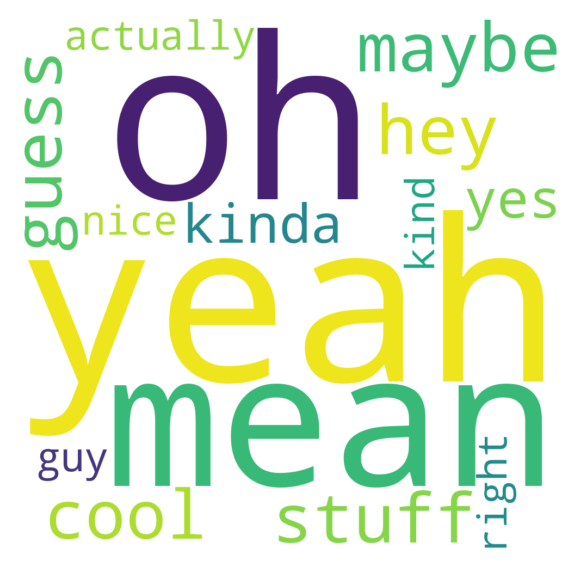 actually
oh
maybe
guess
hey
nice
kinda
kind
yes
yeah
mean
guy
right
cool
stuff